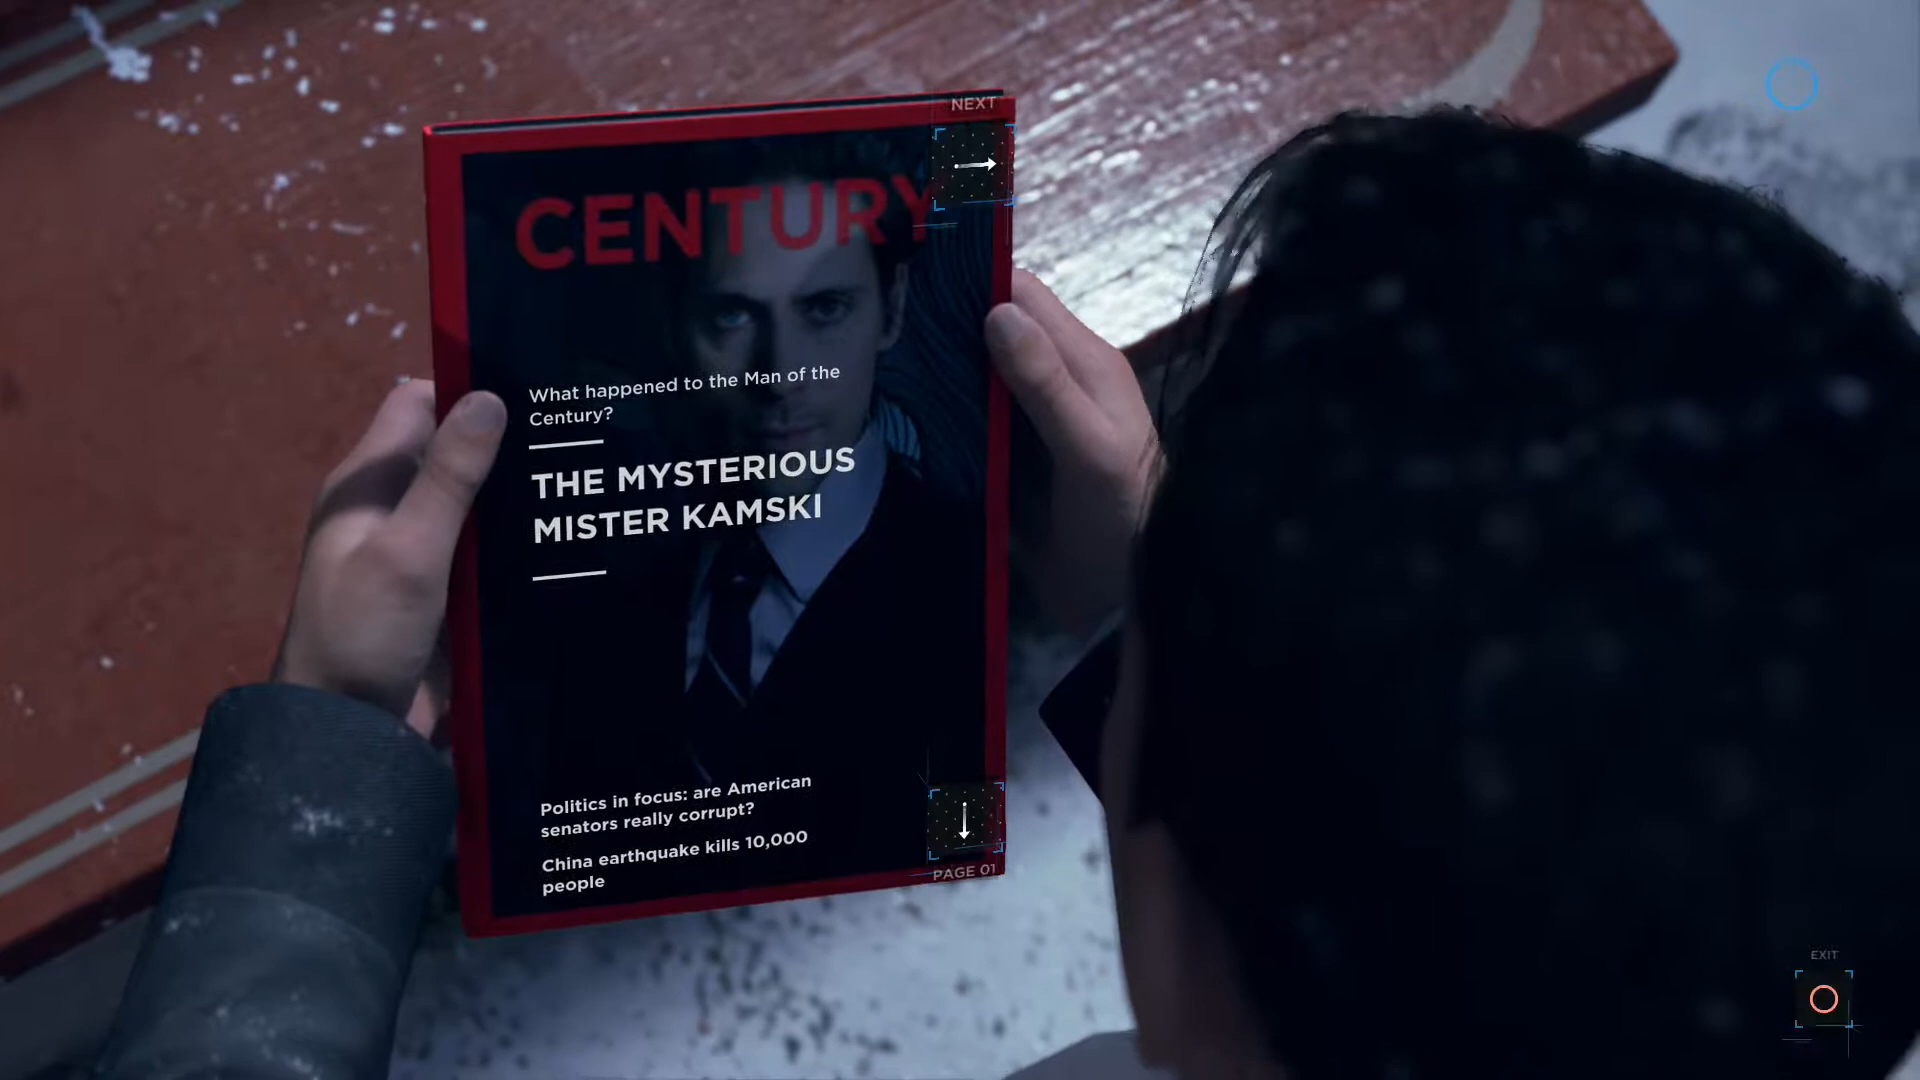 NEXT
CENTURY
What happened to the Man of the
Century?
THE MYSTERIOUS
MISTER KAMSKI
Politics in focus: are American
senators really corrupt?
China earthquake kills 10,000
people
PAGE 01
EXIT